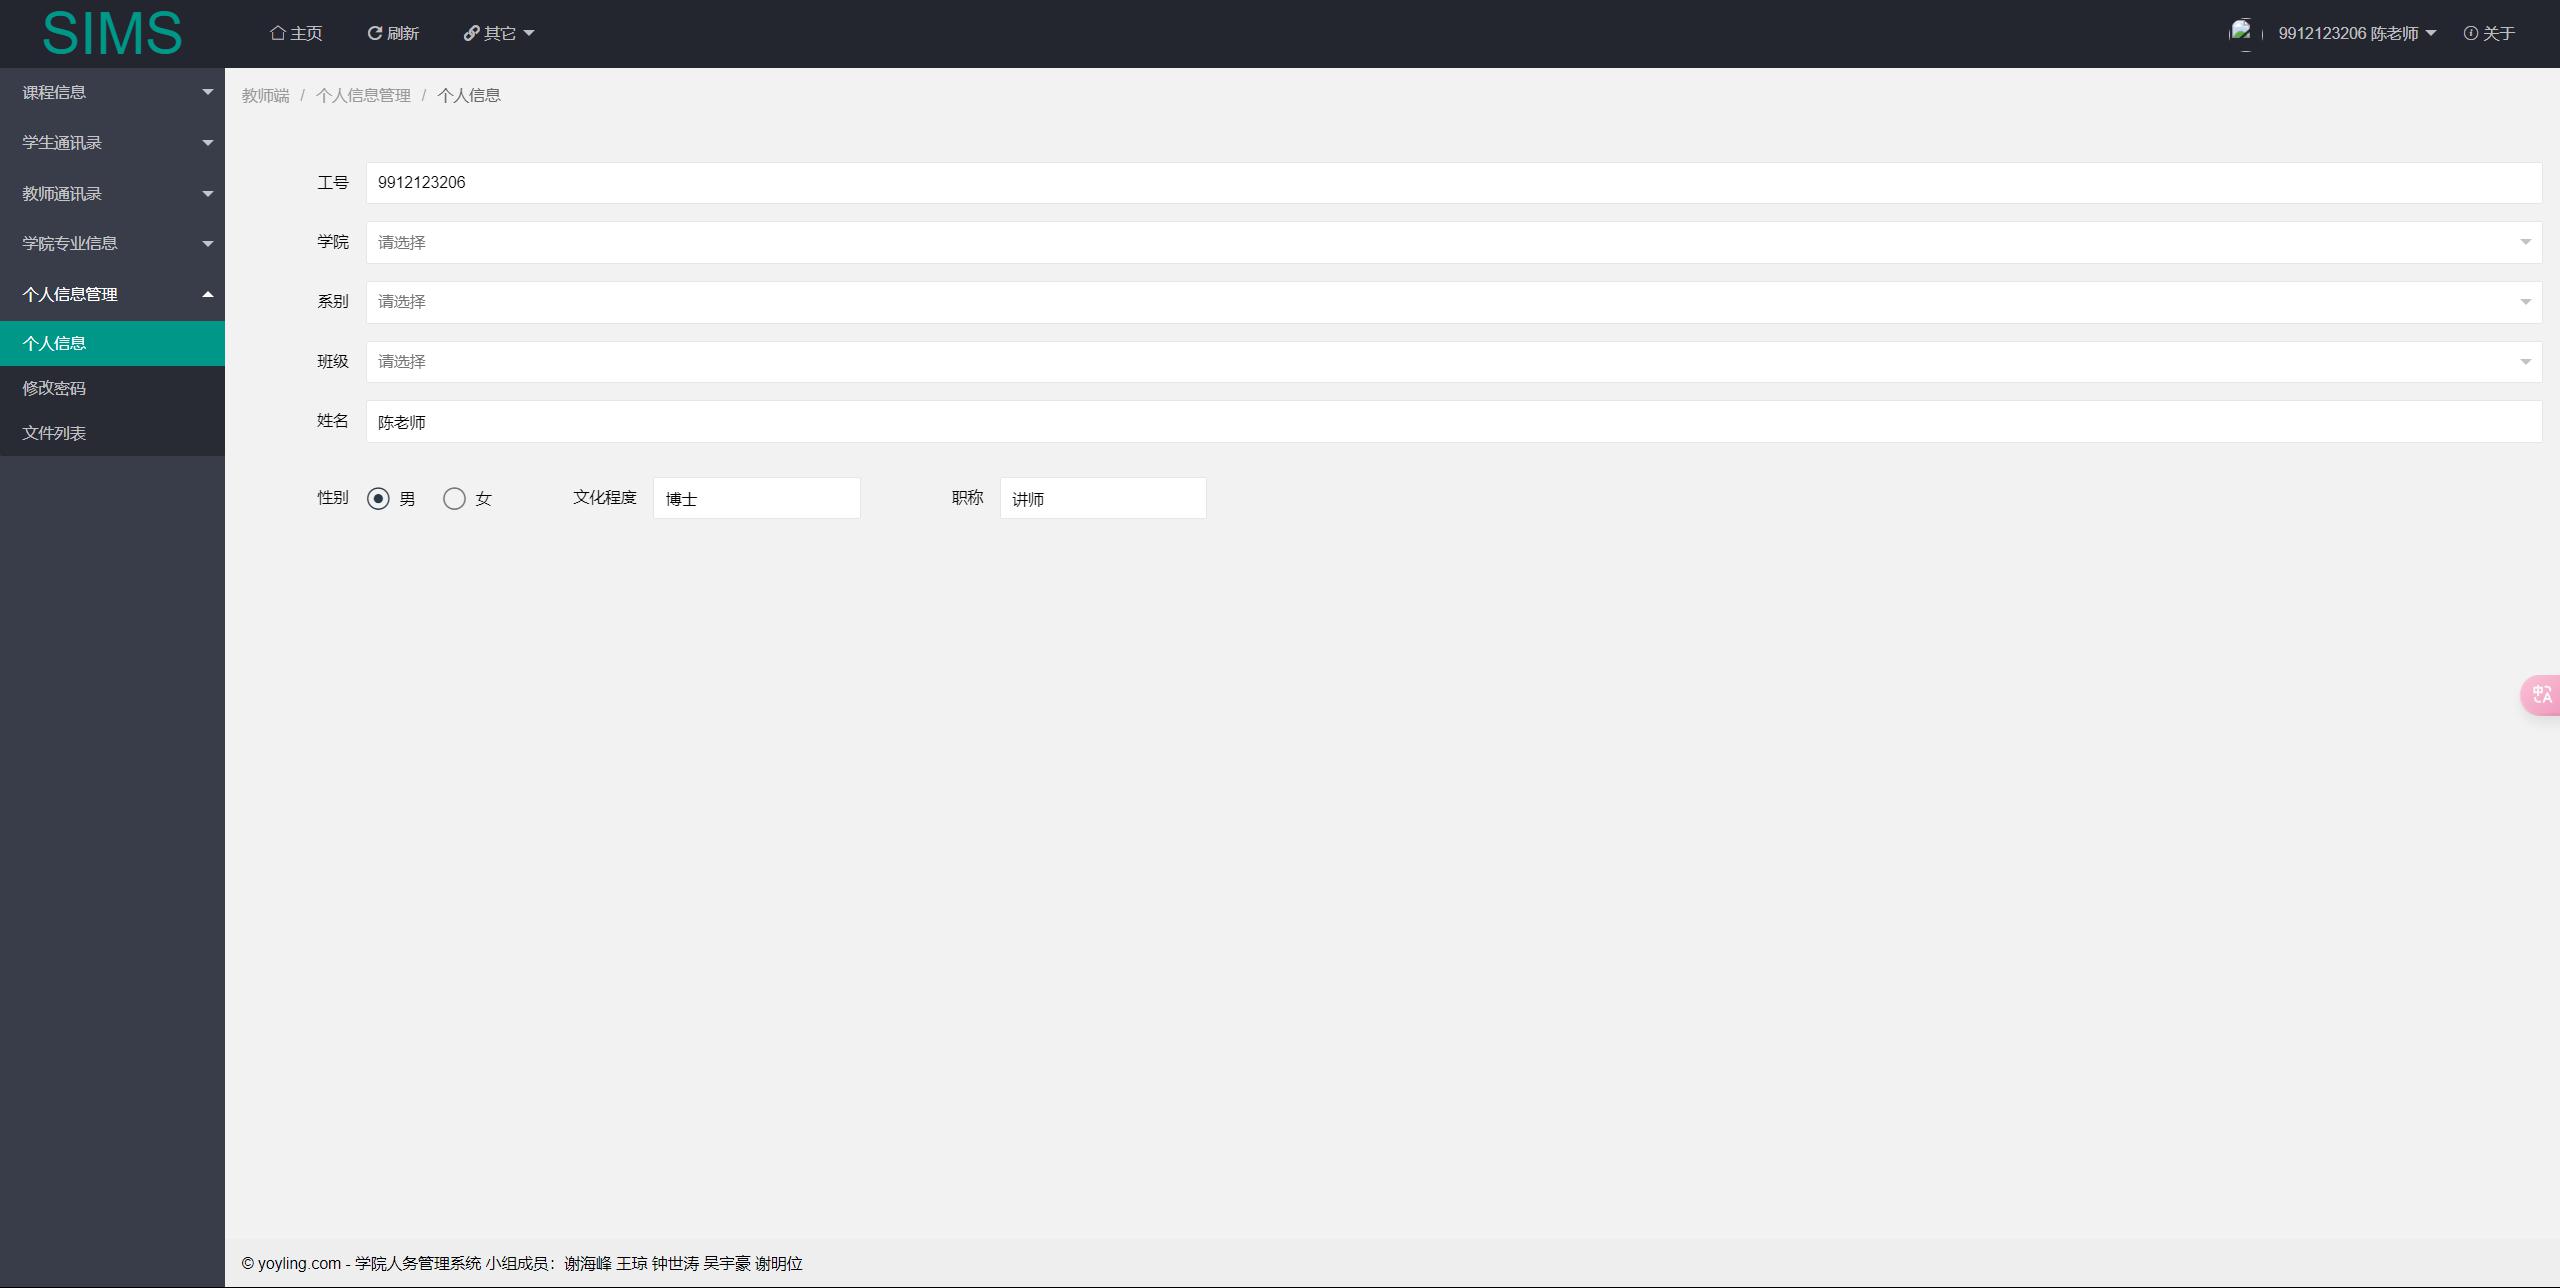 SIMS
主页 刷新 其它
9912123206 陈老师 关于
课程信息
学生通讯录
教师通讯录
学院专业信息
个人信息管理
个人信息
修改密码
文件列表
教师端 / 个人信息管理 / 个人信息
工号 9912123206
学院 请选择
系别 请选择
班级 请选择
姓名 陈老师
性别 男 女 文化程度 博士 职称 讲师
© yoyling.com - 学院人务管理系统 小组成员：谢海峰 王琼 钟世涛 吴宇豪 谢明位